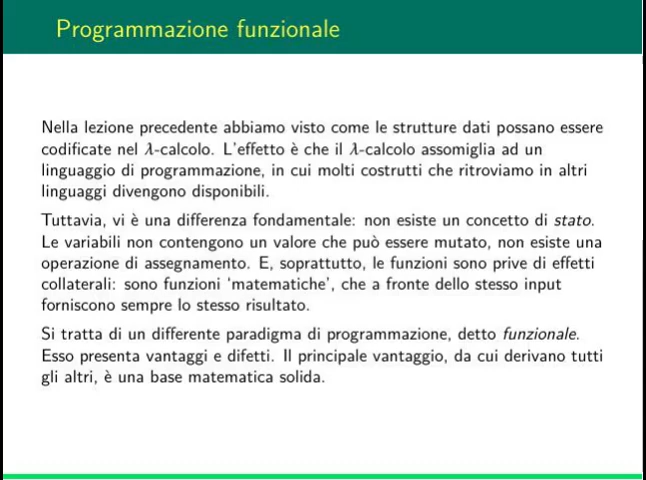 Programmazione funzionale
Nella lezione precedente abbiamo visto come le strutture dati possano essere
codificate nel λ-calcolo. L'effetto è che il λ-calcolo assomiglia ad un
linguaggio di programmazione, in cui molti costrutti che ritroviamo in altri
linguaggi divengono disponibili.
Tuttavia, vi è una differenza fondamentale: non esiste un concetto di stato.
Le variabili non contengono un valore che può essere mutato, non esiste una
operazione di assegnamento. E, soprattutto, le funzioni sono prive di effetti
collaterali: sono funzioni ‘matematiche’, che a fronte dello stesso input
forniscono sempre lo stesso risultato.
Si tratta di un differente paradigma di programmazione, detto funzionale.
Esso presenta vantaggi e difetti. Il principale vantaggio, da cui derivano tutti
gli altri, è una base matematica solida.